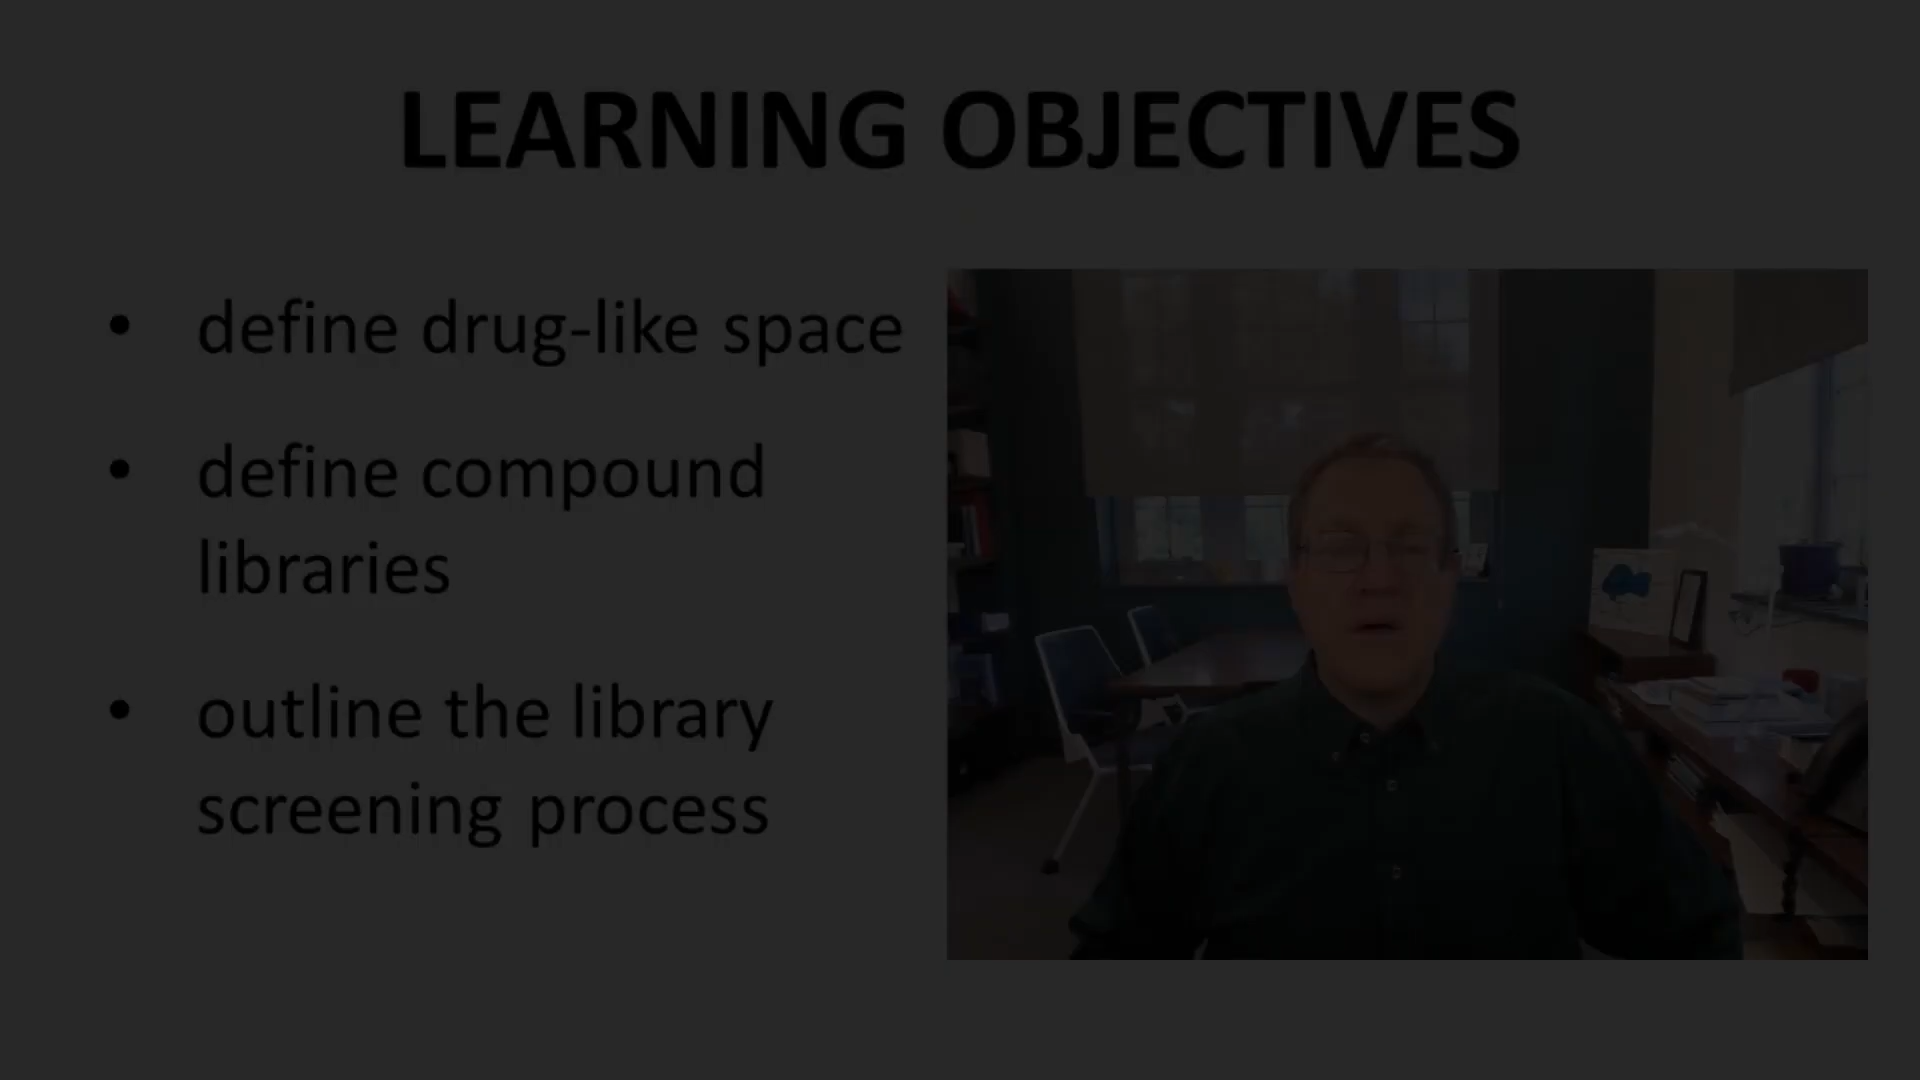 LEARNING OBJECTIVES
• define drug-like space
• define compound
libraries
• outline the library
screening process